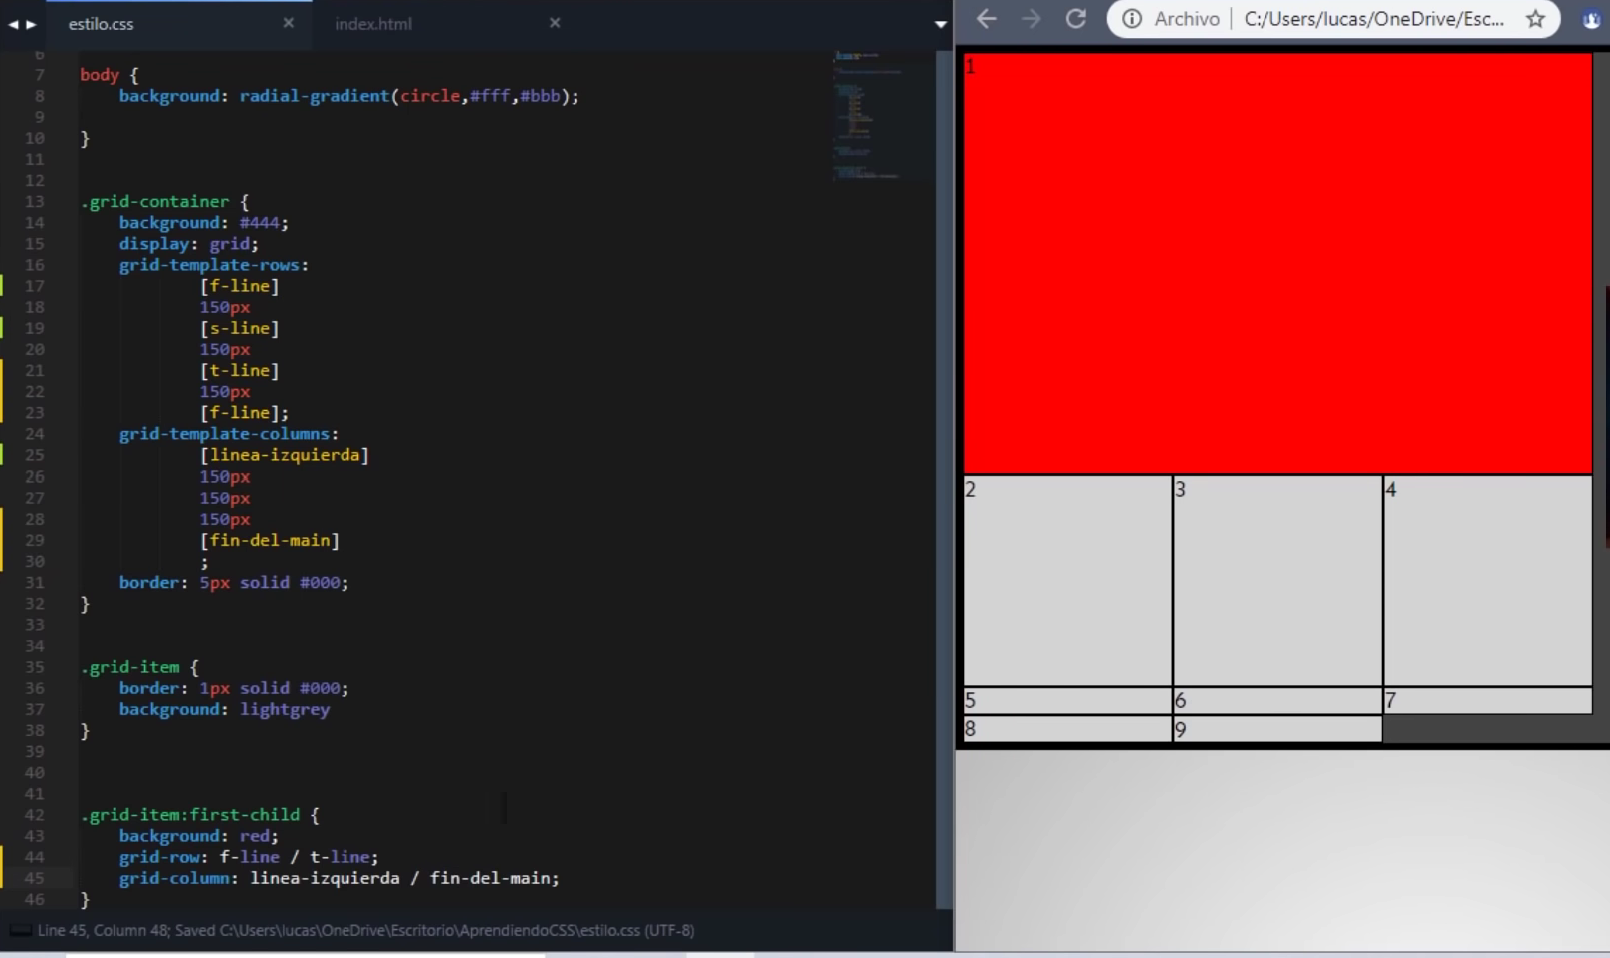 estilo.css
index.html
6
7 body {
8 background: radial-gradient(circle,#fff,#bbb);
9
10 }
11
12
13 .grid-container {
14 background: #444;
15 display: grid;
16 grid-template-rows:
17 [f-line]
18 150px
19 [s-line]
20 150px
21 [t-line]
22 150px
23 [f-line];
24 grid-template-columns:
25 [linea-izquierda]
26 150px
27 150px
28 150px
29 [fin-del-main]
30 ;
31 border: 5px solid #000;
32 }
33
34
35 .grid-item {
36 border: 1px solid #000;
37 background: lightgrey
38 }
39
40
41
42 .grid-item:first-child {
43 background: red;
44 grid-row: f-line / t-line;
45 grid-column: linea-izquierda / fin-del-main;
46 }
Line 45, Column 48; Saved C:\Users\lucas\OneDrive\Escritorio\AprendiendoCSS\estilo.css (UTF-8)
Archivo C:/Users/lucas/OneDrive/Esc...
1
2 3 4
5 6 7
8 9